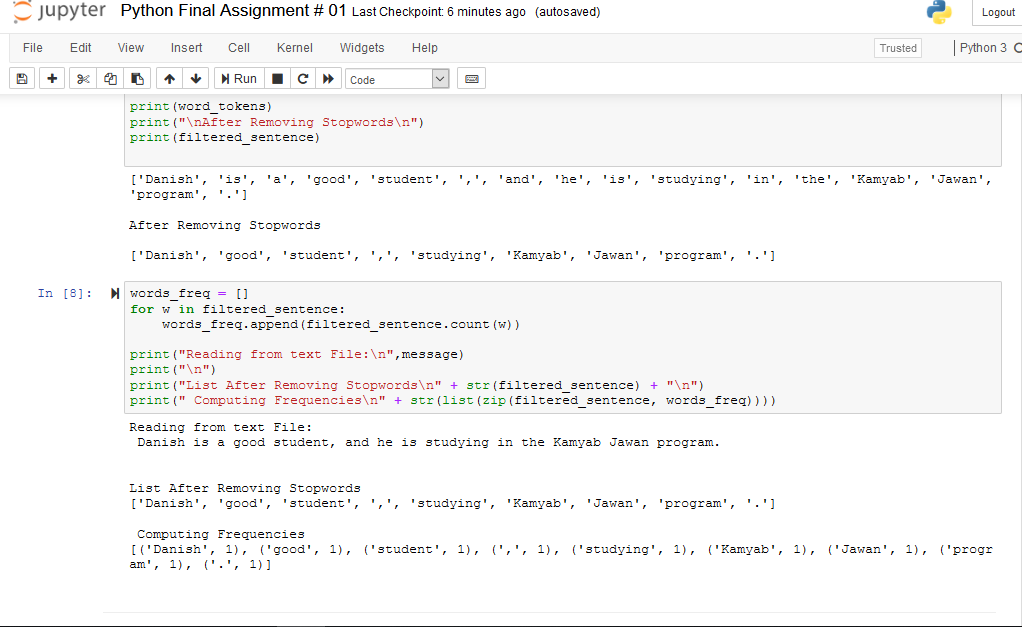 jupyter Python Final Assignment # 01 Last Checkpoint: 6 minutes ago (autosaved) Logout
File Edit View Insert Cell Kernel Widgets Help Trusted Python 3
Run Code
print(word_tokens)
print("\nAfter Removing Stopwords\n")
print(filtered_sentence)
['Danish', 'is', 'a', 'good', 'student', ',', 'and', 'he', 'is', 'studying', 'in', 'the', 'Kamyab', 'Jawan',
'program', '.']
After Removing Stopwords
['Danish', 'good', 'student', ',', 'studying', 'Kamyab', 'Jawan', 'program', '.']
In [8]: words_freq = []
for w in filtered_sentence:
    words_freq.append(filtered_sentence.count(w))
print("Reading from text File:\n",message)
print("\n")
print("List After Removing Stopwords\n" + str(filtered_sentence) + "\n")
print(" Computing Frequencies\n" + str(list(zip(filtered_sentence, words_freq))))
Reading from text File:
 Danish is a good student, and he is studying in the Kamyab Jawan program.
List After Removing Stopwords
['Danish', 'good', 'student', ',', 'studying', 'Kamyab', 'Jawan', 'program', '.']
 Computing Frequencies
[('Danish', 1), ('good', 1), ('student', 1), (',', 1), ('studying', 1), ('Kamyab', 1), ('Jawan', 1), ('progr
am', 1), ('.', 1)]